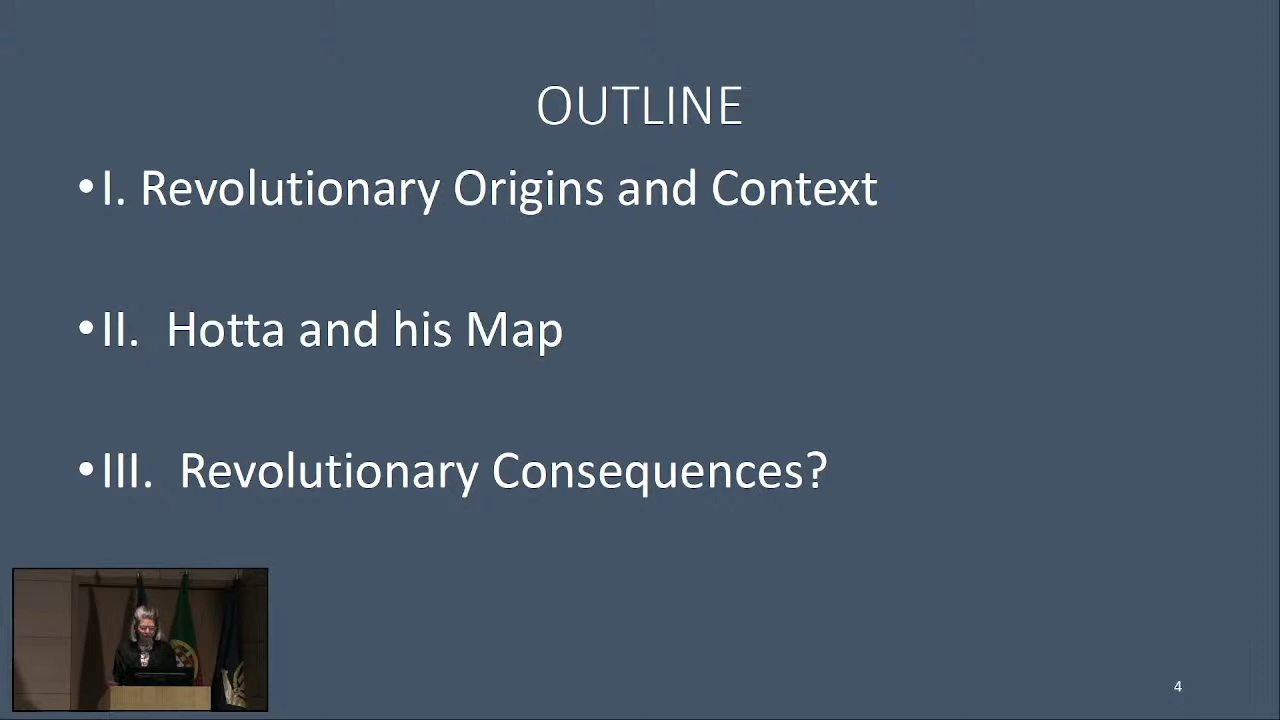 OUTLINE
•I. Revolutionary Origins and Context
•II. Hotta and his Map
•III. Revolutionary Consequences?
4